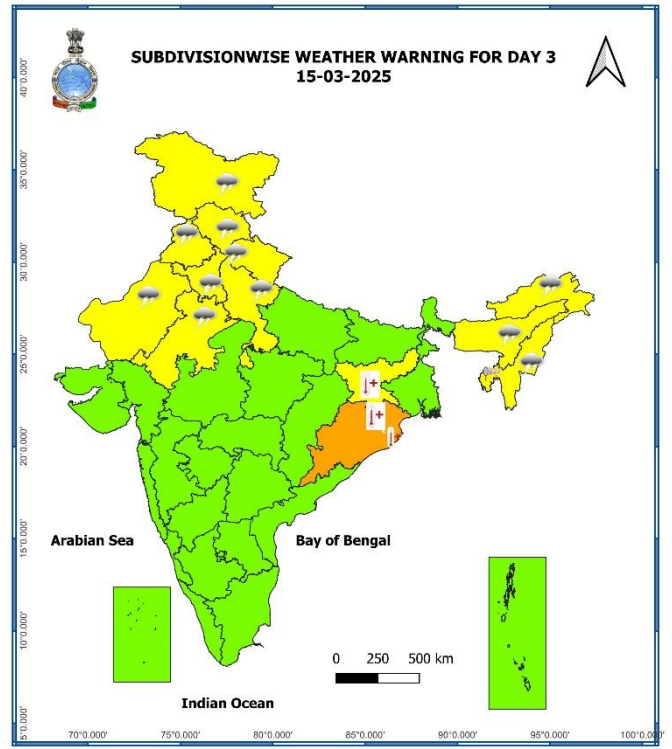 SUBDIVISIONWISE WEATHER WARNING FOR DAY 3
15-03-2025
40°0.000'
35°0.000'
30°0.000'
25°0.000'
20°0.000'
15°0.000'
10°0.000'
5°0.000'
Arabian Sea
Bay of Bengal
0 250 500 km
Indian Ocean
70°0.000' 75°0.000' 80°0.000' 85°0.000' 90°0.000' 95°0.000' 100°0.000'